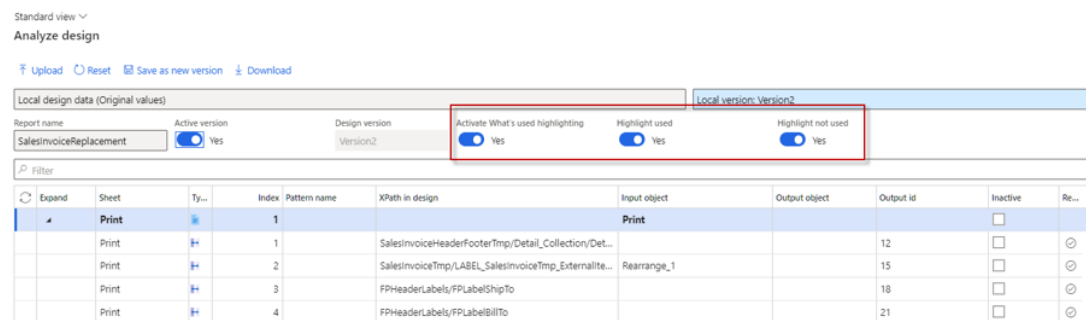 Standard view
Analyze design
Upload Reset Save as new version Download
Local design data (Original values) Local version: Version2
Report name Active version Design version Activate What's used highlighting Highlight used Highlight not used
SalesInvoiceReplacement Yes Version2 Yes Yes Yes
Filter
Expand Sheet Ty... Index Pattern name XPath in design Input object Output object Output id Inactive Re...
Print 1 Print
Print 1 SalesInvoiceHeaderFooterTmp/Detail_Collection/Det... 12
Print 2 SalesInvoiceTmp/LABEL_SalesInvoiceTmp_ExternalIte... Rearrange_1 15
Print 3 FPHeaderLabels/FPLabelShipTo 18
Print 4 FPHeaderLabels/FPLabelBillTo 21